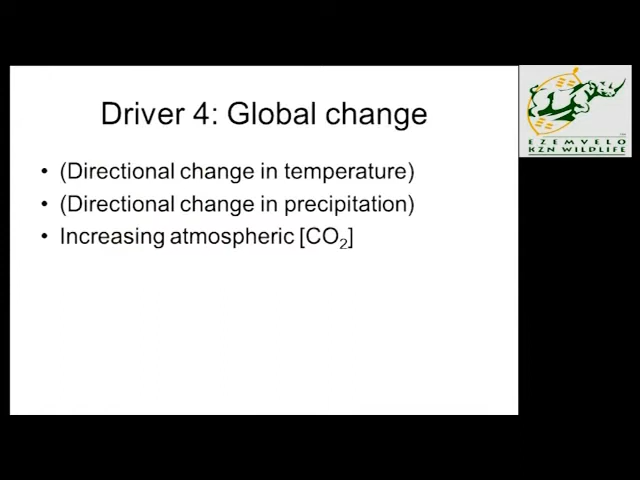 Driver 4: Global change
• (Directional change in temperature)
• (Directional change in precipitation)
• Increasing atmospheric [CO₂]
EZEMVELO
KZN WILDLIFE